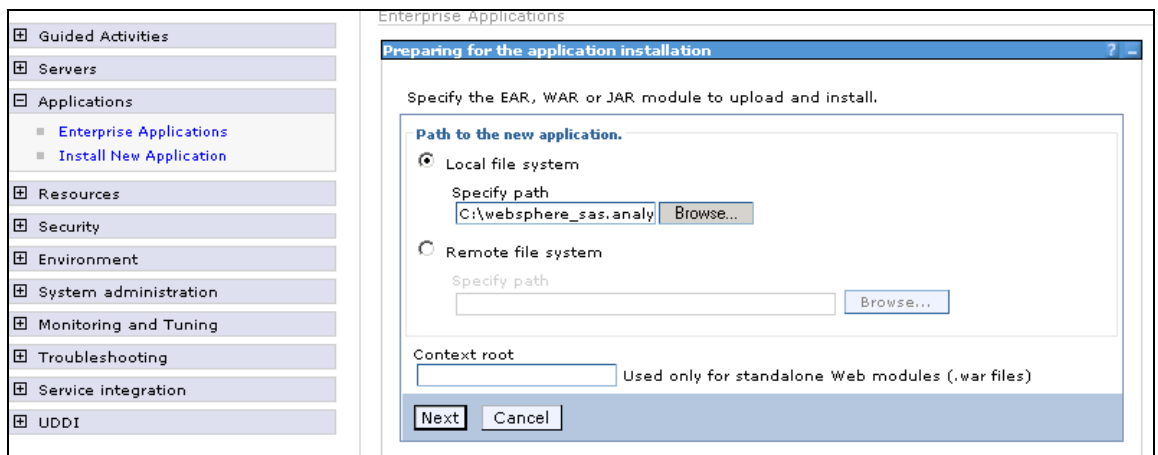 Enterprise Applications
Guided Activities
Servers
Applications
Enterprise Applications
Install New Application
Resources
Security
Environment
System administration
Monitoring and Tuning
Troubleshooting
Service integration
UDDI
Preparing for the application installation ? –
Specify the EAR, WAR or JAR module to upload and install.
Path to the new application.
Local file system
Specify path
C:\websphere_sas.analy Browse...
Remote file system
Specify path
Browse...
Context root
Used only for standalone Web modules (.war files)
Next Cancel